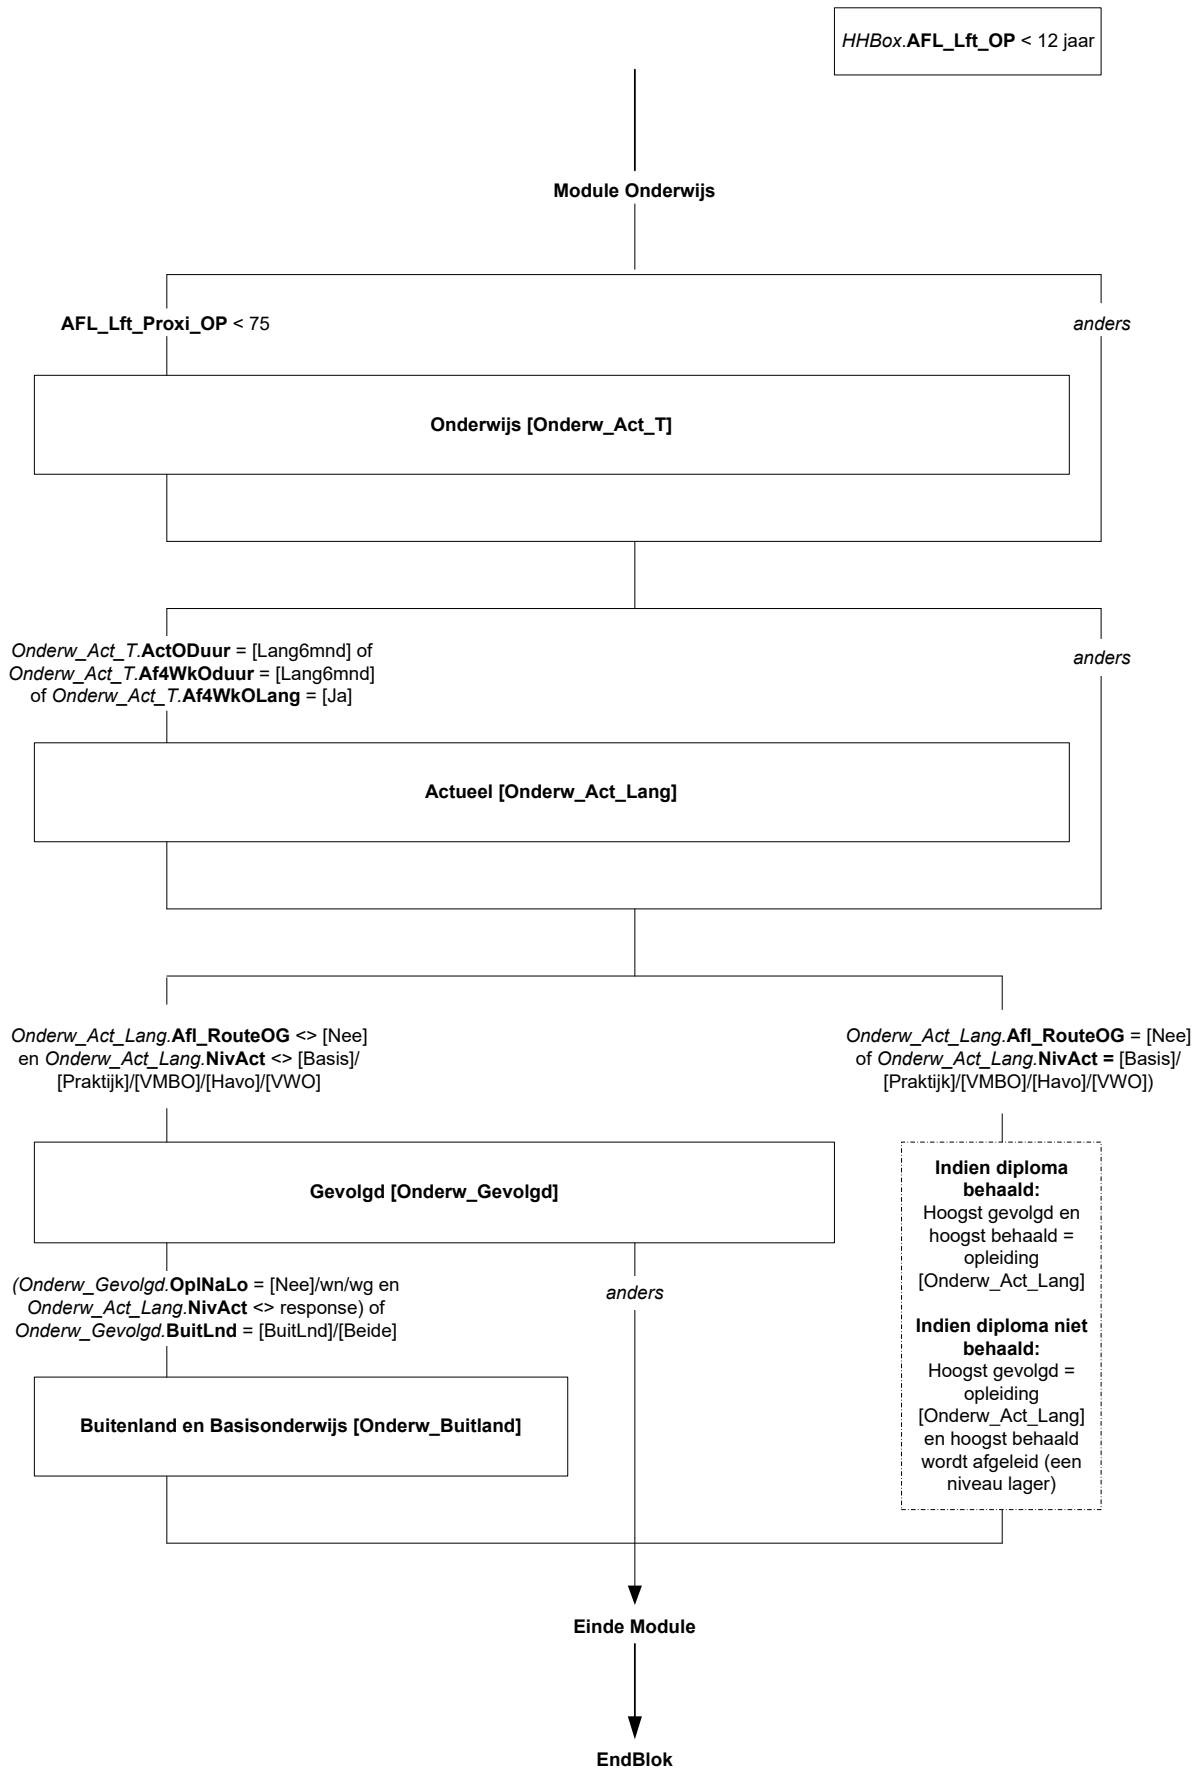 HHBox.AFL_Lft_OP < 12 jaar
Module Onderwijs
AFL_Lft_Proxi_OP < 75
anders
Onderwijs [Onderw_Act_T]
Onderw_Act_T.ActODuur = [Lang6mnd] of
Onderw_Act_T.Af4WkOduur = [Lang6mnd]
of Onderw_Act_T.Af4WkOLang = [Ja]
anders
Actueel [Onderw_Act_Lang]
Onderw_Act_Lang.Afl_RouteOG <> [Nee]
en Onderw_Act_Lang.NivAct <> [Basis]/
[Praktijk]/[VMBO]/[Havo]/[VWO]
Onderw_Act_Lang.Afl_RouteOG = [Nee]
of Onderw_Act_Lang.NivAct = [Basis]/
[Praktijk]/[VMBO]/[Havo]/[VWO])
Gevolgd [Onderw_Gevolgd]
Indien diploma
behaald:
Hoogst gevolgd en
hoogst behaald =
opleiding
[Onderw_Act_Lang]
Indien diploma niet
behaald:
Hoogst gevolgd =
opleiding
[Onderw_Act_Lang]
en hoogst behaald
wordt afgeleid (een
niveau lager)
(Onderw_Gevolgd.OplNaLo = [Nee]/wn/wg en
Onderw_Act_Lang.NivAct <> response) of
Onderw_Gevolgd.BuitLnd = [BuitLnd]/[Beide]
anders
Buitenland en Basisonderwijs [Onderw_Buitland]
Einde Module
EndBlok